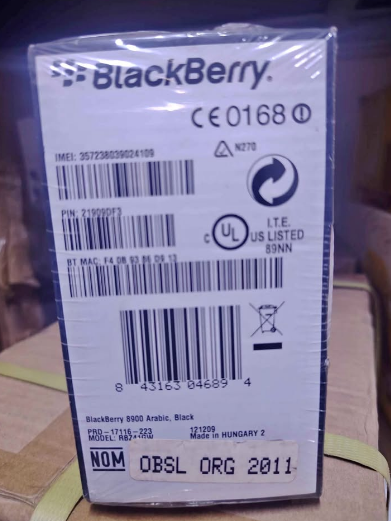 BlackBerry®
CE0168
IMEI: 357238039024109
N270
PIN: 21909DF3
c UL US LISTED
I.T.E.
89NN
BT MAC: F4 0B 93 86 D9 13
8 43163 04689 4
BlackBerry 8900 Arabic, Black
PRD-17116-223 121209
MODEL: Made in HUNGARY 2
NOM OBSL ORG 2011